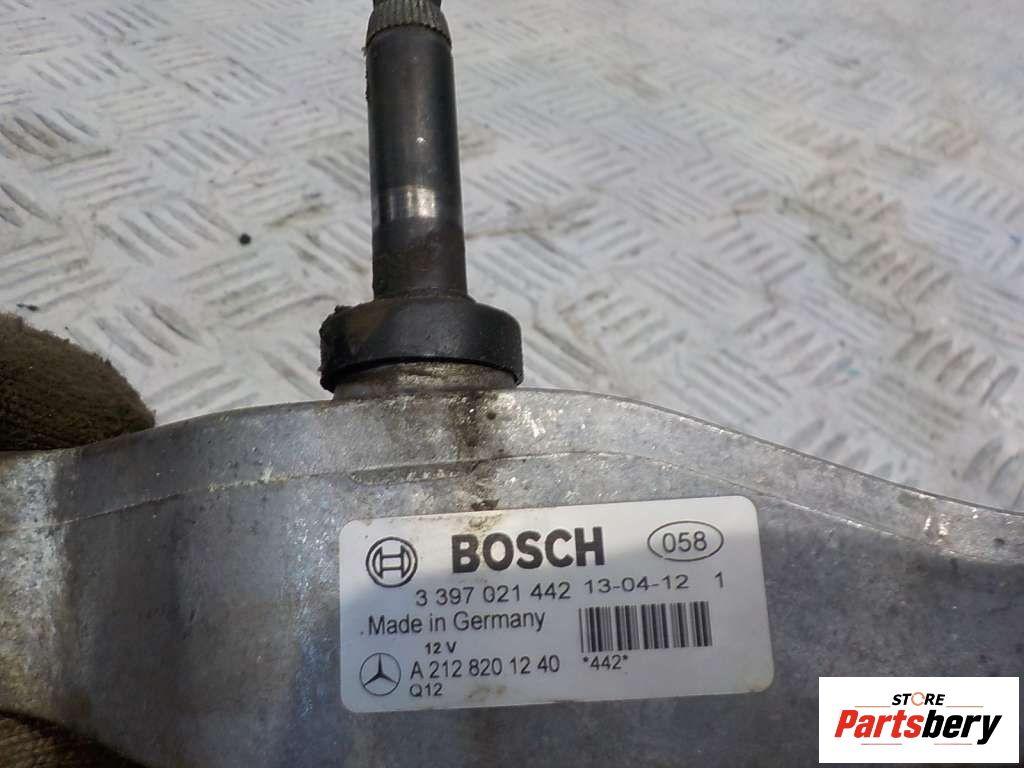 BOSCH 058
3 397 021 442 13-04-12 1
Made in Germany
12 V
A 212 820 12 40 *442*
Q12
STORE
Partsbery